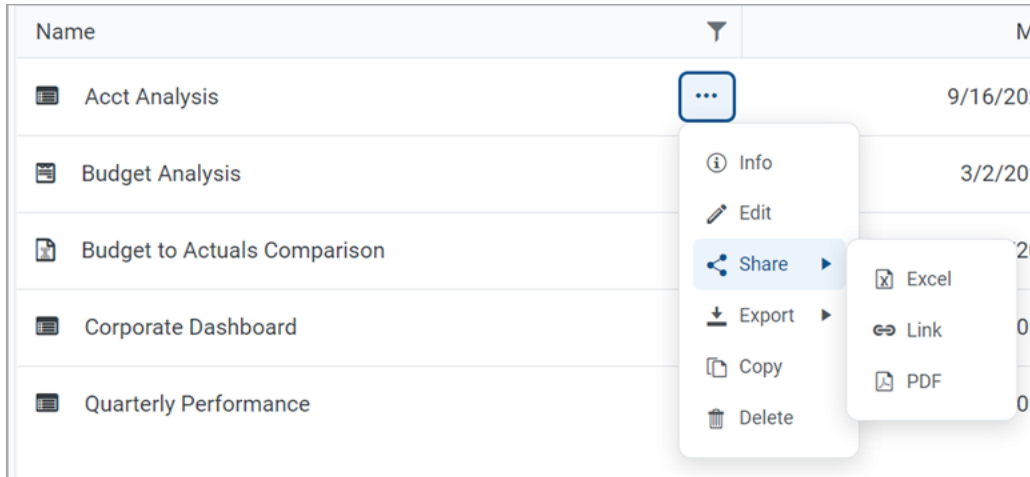 Name M
Acct Analysis ... 9/16/20
Info
Budget Analysis 3/2/20
Edit
Budget to Actuals Comparison
Share
Excel
Export
Corporate Dashboard
Link
Copy
PDF
Quarterly Performance
Delete